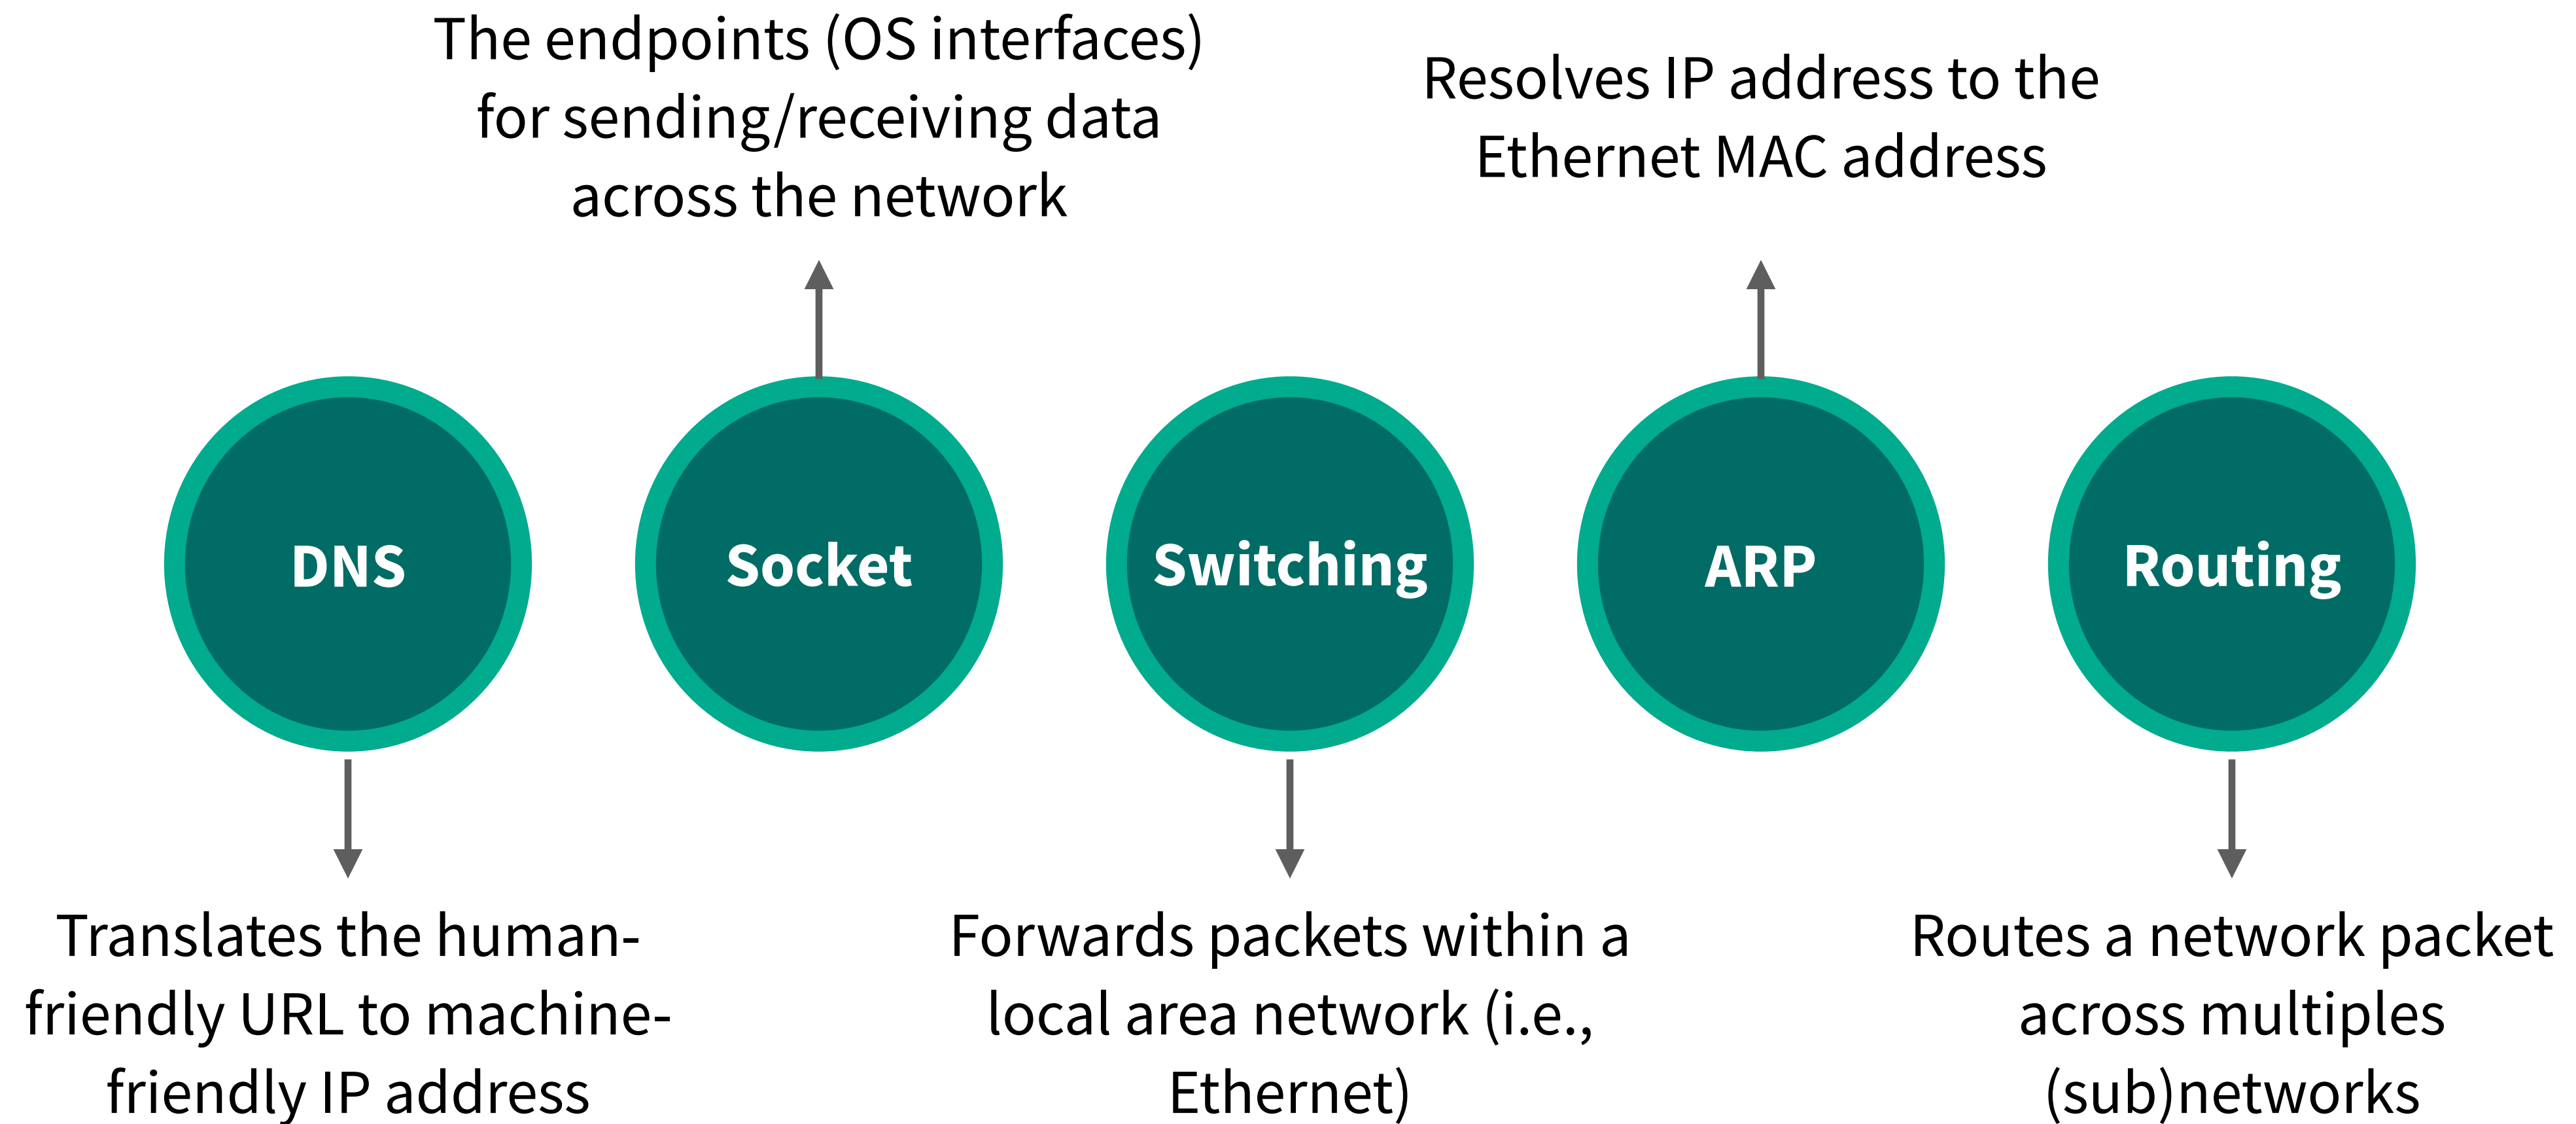 The endpoints (OS interfaces)
for sending/receiving data
across the network
Resolves IP address to the
Ethernet MAC address
DNS
Socket
Switching
ARP
Routing
Translates the human-
friendly URL to machine-
friendly IP address
Forwards packets within a
local area network (i.e.,
Ethernet)
Routes a network packet
across multiples
(sub)networks